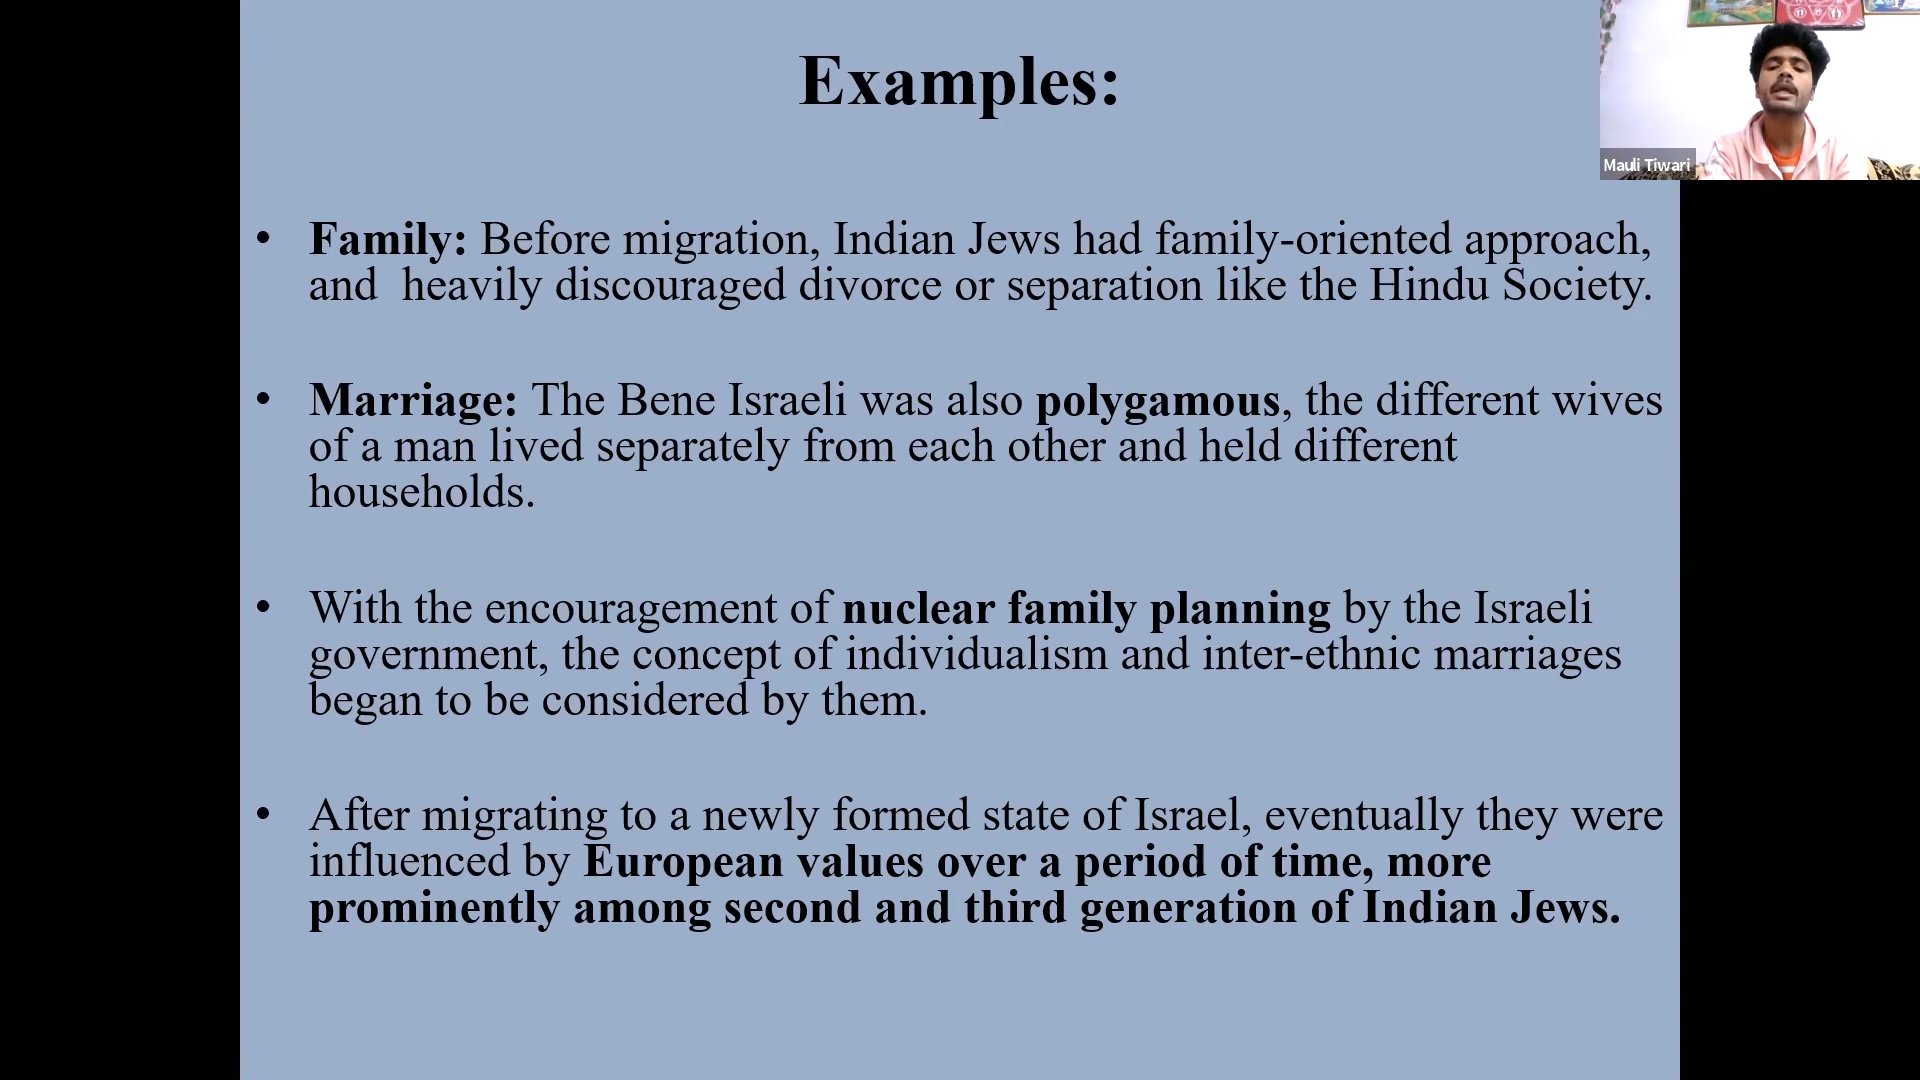 Examples:
Mauli Tiwari
• Family: Before migration, Indian Jews had family-oriented approach,
and  heavily discouraged divorce or separation like the Hindu Society.
• Marriage: The Bene Israeli was also polygamous, the different wives
of a man lived separately from each other and held different
households.
• With the encouragement of nuclear family planning by the Israeli
government, the concept of individualism and inter-ethnic marriages
began to be considered by them.
• After migrating to a newly formed state of Israel, eventually they were
influenced by European values over a period of time, more
prominently among second and third generation of Indian Jews.